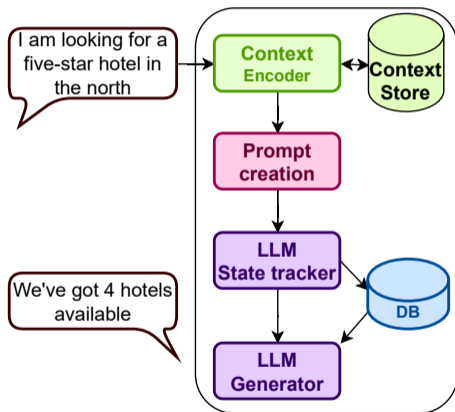 I am looking for a
five-star hotel in
the north
Context
Encoder
Context
Store
Prompt
creation
LLM
State tracker
We've got 4 hotels
available
DB
LLM
Generator